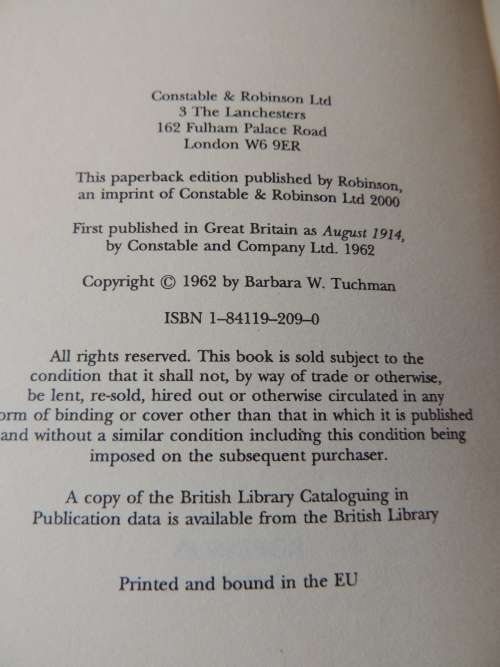 Constable & Robinson Ltd
3 The Lanchesters
162 Fulham Palace Road
London W6 9ER
This paperback edition published by Robinson,
an imprint of Constable & Robinson Ltd 2000
First published in Great Britain as August 1914,
by Constable and Company Ltd. 1962
Copyright © 1962 by Barbara W. Tuchman
ISBN 1–84119–209–0
All rights reserved. This book is sold subject to the
condition that it shall not, by way of trade or otherwise,
be lent, re-sold, hired out or otherwise circulated in any
orm of binding or cover other than that in which it is published
and without a similar condition including this condition being
imposed on the subsequent purchaser.
A copy of the British Library Cataloguing in
Publication data is available from the British Library
Printed and bound in the EU